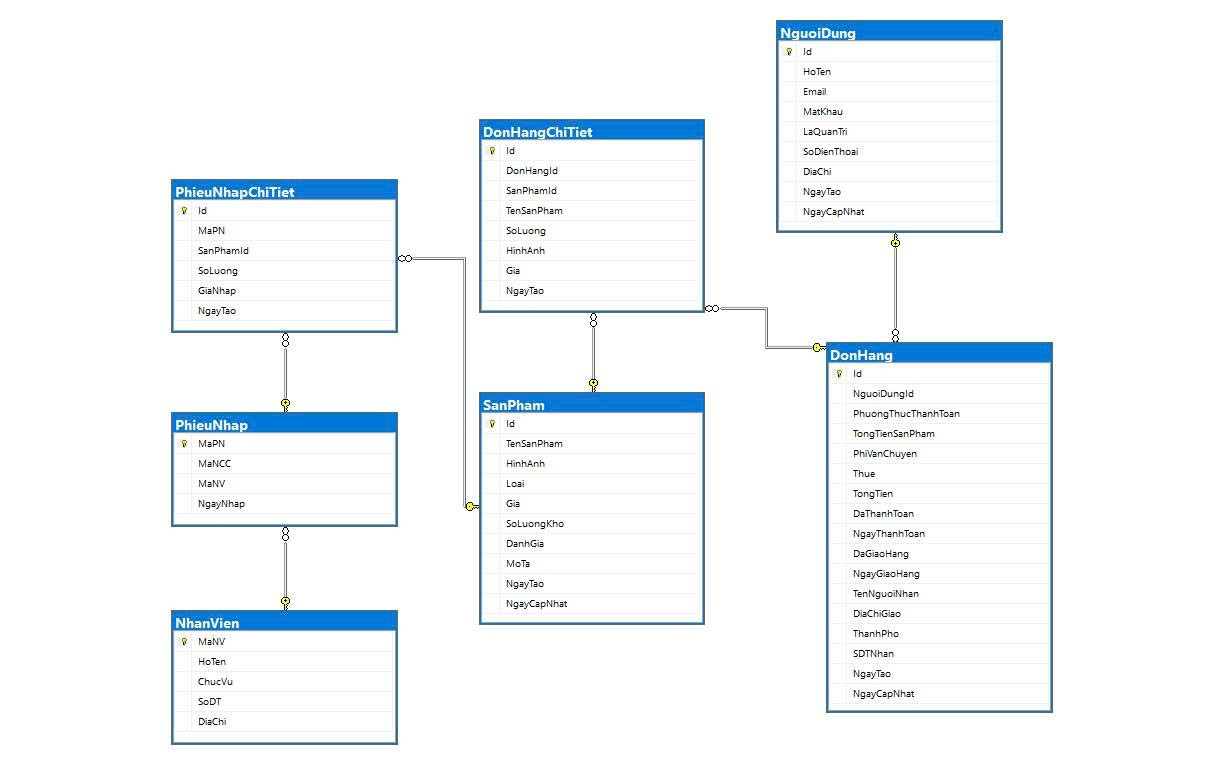 NguoiDung
Id
HoTen
Email
MatKhau
LaQuanTri
SoDienThoai
DiaChi
NgayTao
NgayCapNhat
DonHangChiTiet
Id
DonHangId
SanPhamId
TenSanPham
SoLuong
HinhAnh
Gia
NgayTao
PhieuNhapChiTiet
Id
MaPN
SanPhamId
SoLuong
GiaNhap
NgayTao
DonHang
Id
NguoiDungId
PhuongThucThanhToan
TongTienSanPham
PhiVanChuyen
Thue
TongTien
DaThanhToan
NgayThanhToan
DaGiaoHang
NgayGiaoHang
TenNguoiNhan
DiaChiGiao
ThanhPho
SDTNhan
NgayTao
NgayCapNhat
SanPham
Id
TenSanPham
HinhAnh
Loai
Gia
SoLuongKho
DanhGia
MoTa
NgayTao
NgayCapNhat
PhieuNhap
MaPN
MaNCC
MaNV
NgayNhap
NhanVien
MaNV
HoTen
ChucVu
SoDT
DiaChi